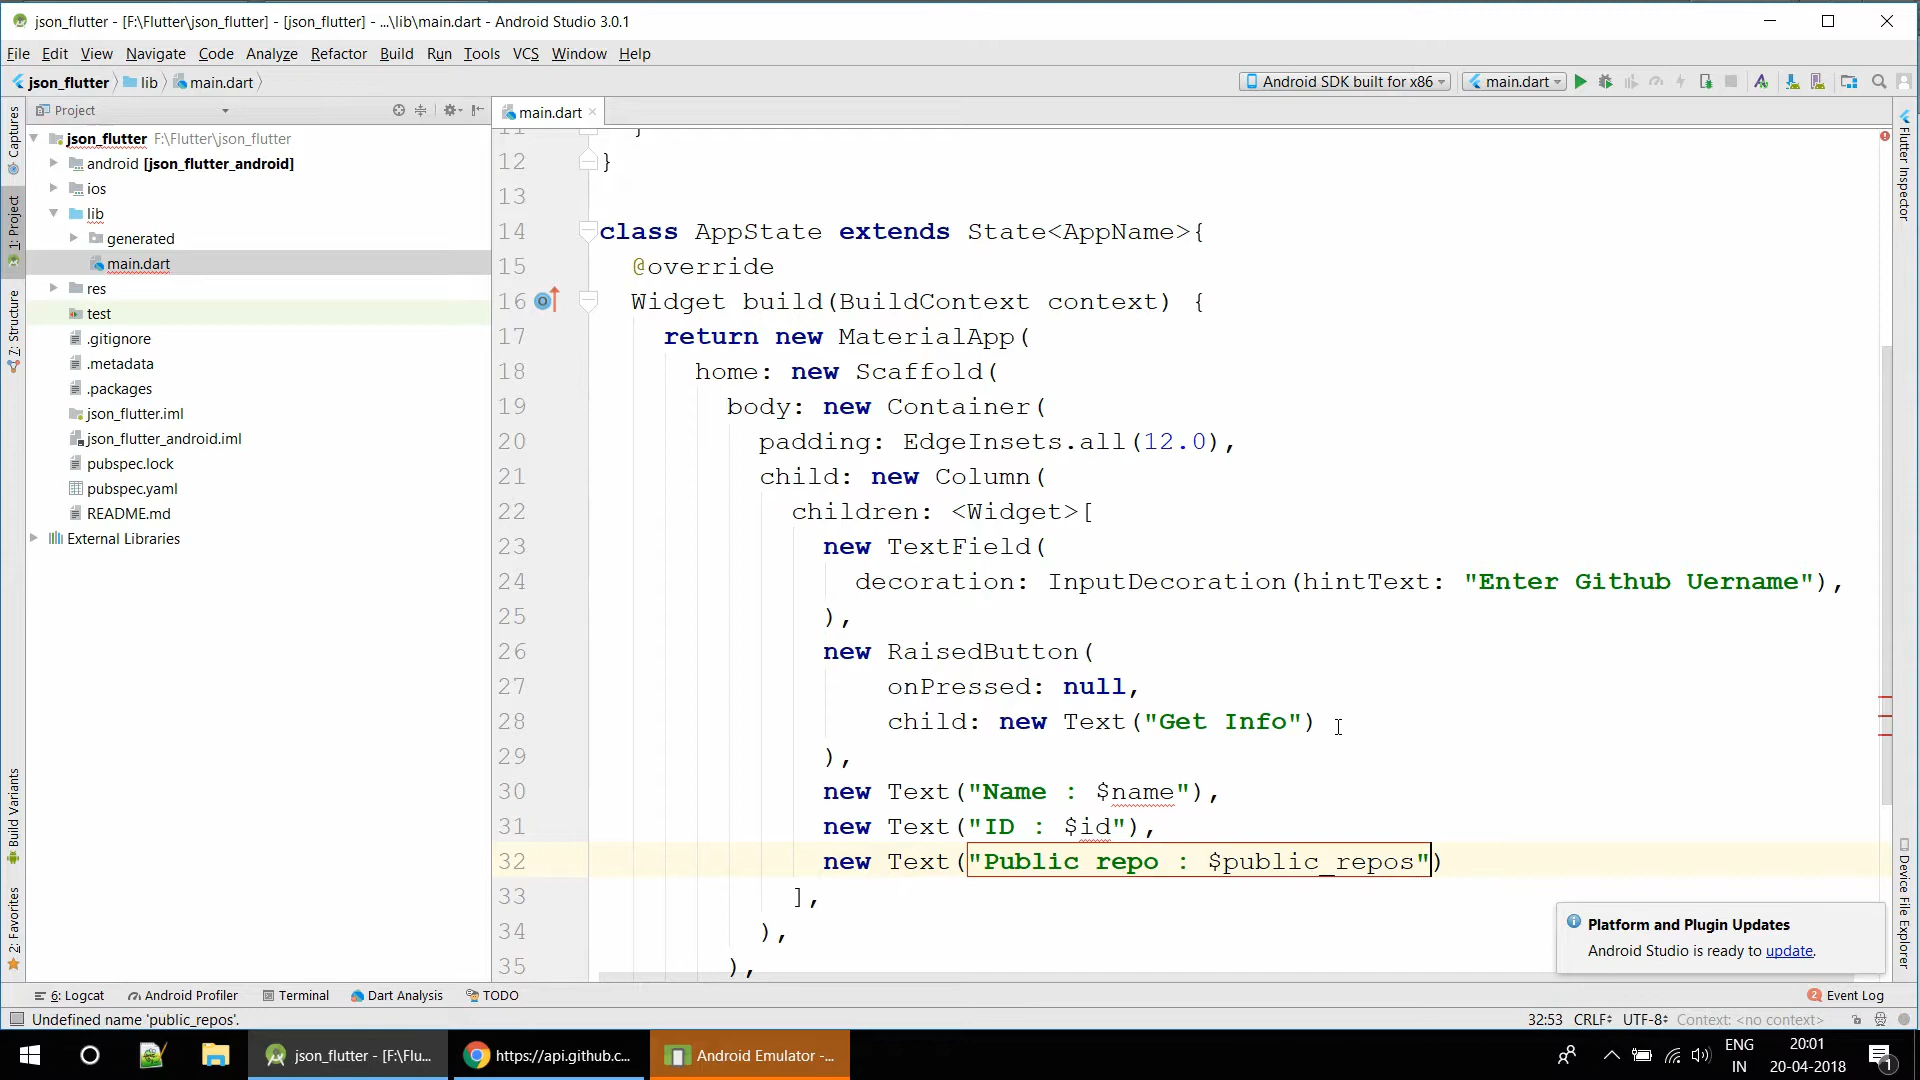 json_flutter - [F:\Flutter\json_flutter] - [json_flutter] - ...\lib\main.dart - Android Studio 3.0.1
File Edit View Navigate Code Analyze Refactor Build Run Tools VCS Window Help
json_flutter lib main.dart Android SDK built for x86 main.dart
Project main.dart
Captures
1: Project
7: Structure
Build Variants
2: Favorites
json_flutter F:\Flutter\json_flutter
android [json_flutter_android]
ios
lib
generated
main.dart
res
test
.gitignore
.metadata
.packages
json_flutter.iml
json_flutter_android.iml
pubspec.lock
pubspec.yaml
README.md
External Libraries
12 }
13
14 class AppState extends State<AppName>{
15 @override
16 Widget build(BuildContext context) {
17 return new MaterialApp(
18 home: new Scaffold(
19 body: new Container(
20 padding: EdgeInsets.all(12.0),
21 child: new Column(
22 children: <Widget>[
23 new TextField(
24 decoration: InputDecoration(hintText: "Enter Github Uername"),
25 ),
26 new RaisedButton(
27 onPressed: null,
28 child: new Text("Get Info")
29 ),
30 new Text("Name : $name"),
31 new Text("ID : $id"),
32 new Text("Public repo : $public_repos")
33 ],
34 ),
35 ),
Flutter Inspector
Device File Explorer
Platform and Plugin Updates
Android Studio is ready to update.
6: Logcat Android Profiler Terminal Dart Analysis TODO 2 Event Log
Undefined name 'public_repos'. 32:53 CRLF UTF-8 Context: <no context>
json_flutter - [F:\Flu... https://api.github.c... Android Emulator -...
ENG
IN
20:01
20-04-2018
1